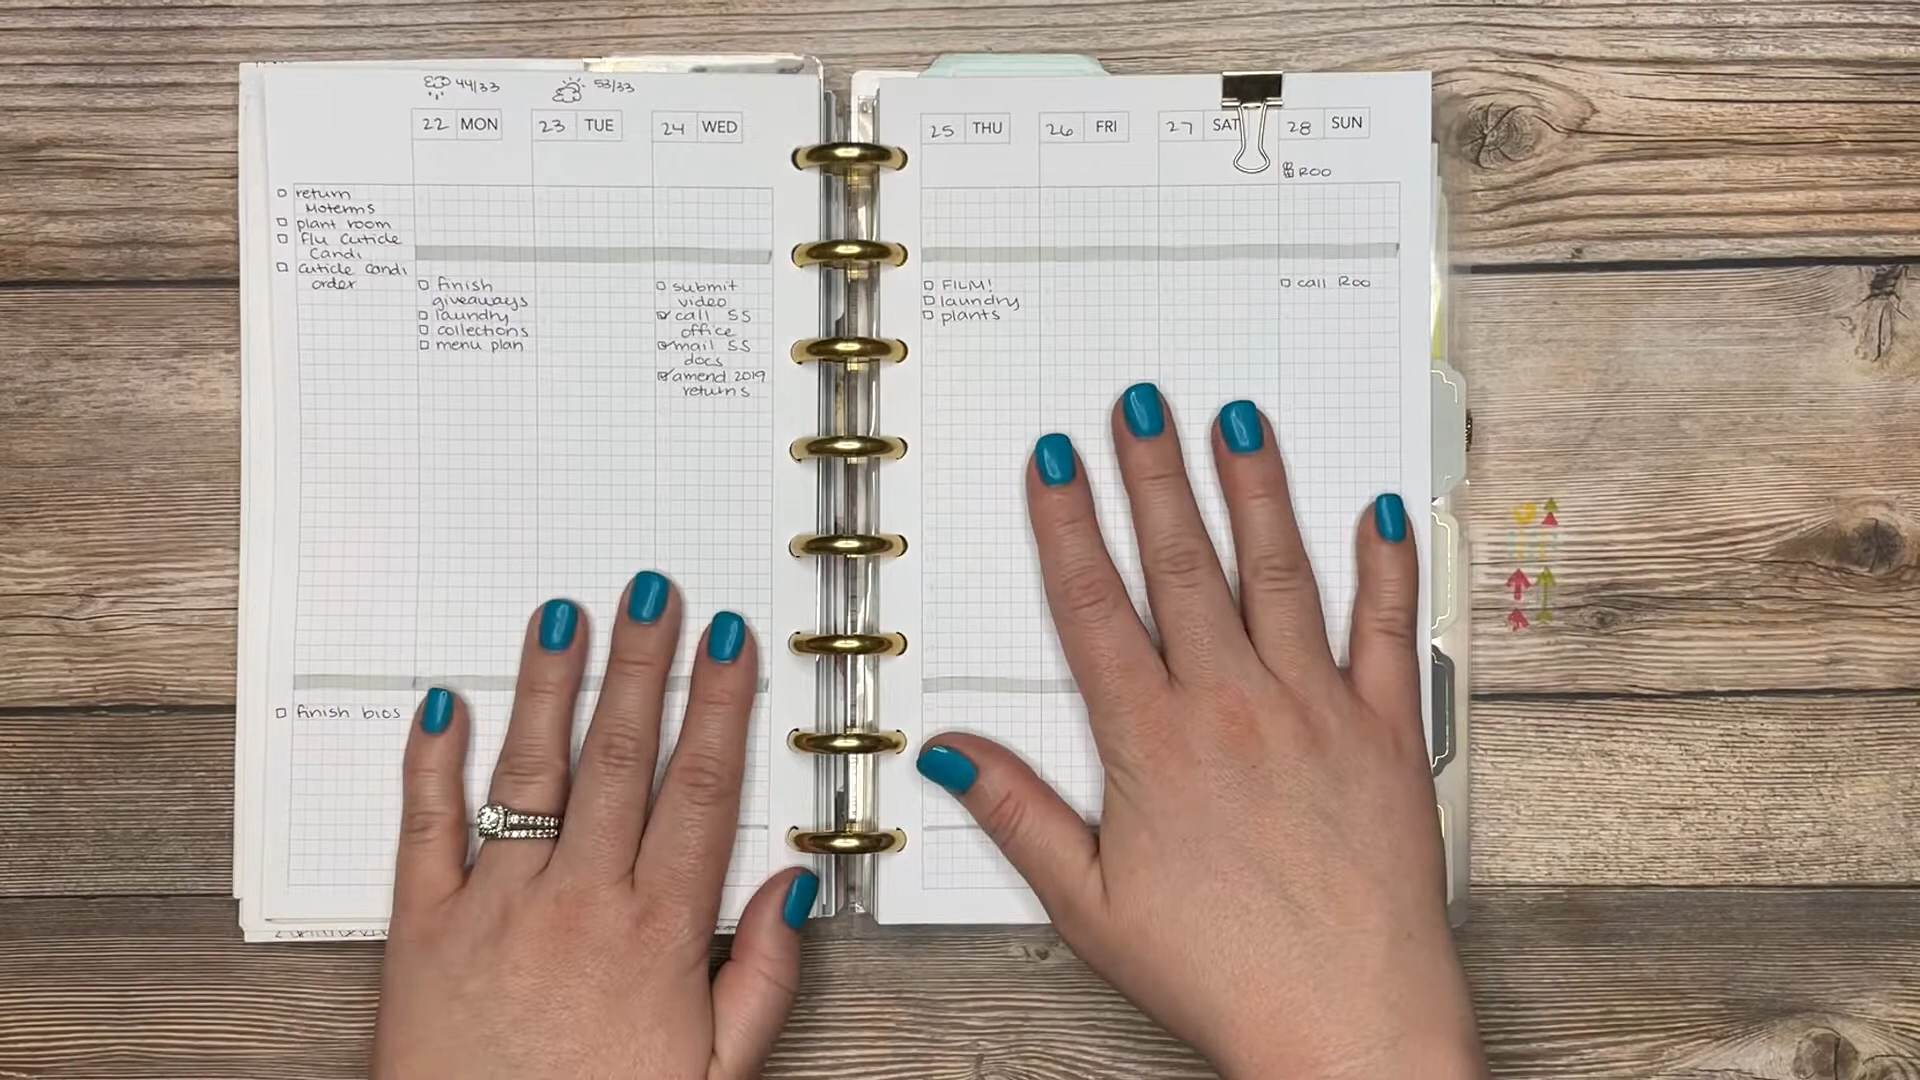 44/33
53/33
22 MON
23 TUE
24 WED
25 THU
26 FRI
27 SAT
28 SUN
ROO
return
Moterms
plant room
flu cuticle
Candi
cuticle candi
order
finish
giveaways
laundry
collections
menu plan
submit
video
call SS
office
mail SS
docs
amend 2019
returns
FILM!
laundry
plants
call Roo
finish bios